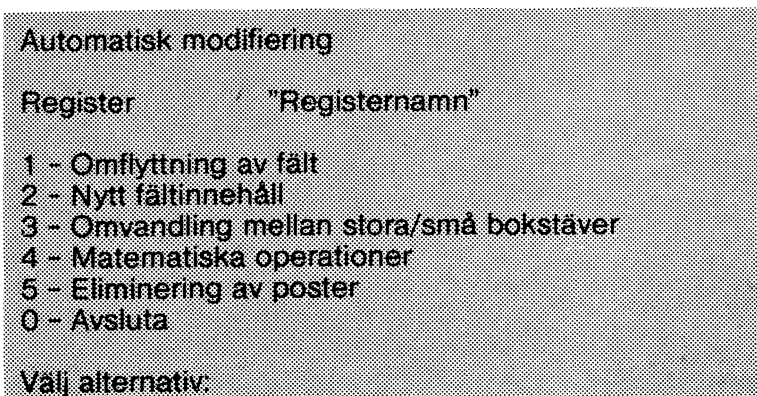 Automatisk modifiering
Register "Registernamn"
1 - Omflyttning av fält
2 - Nytt fältinnehåll
3 - Omvandling mellan stora/små bokstäver
4 - Matematiska operationer
5 - Eliminering av poster
0 - Avsluta
Välj alternativ: